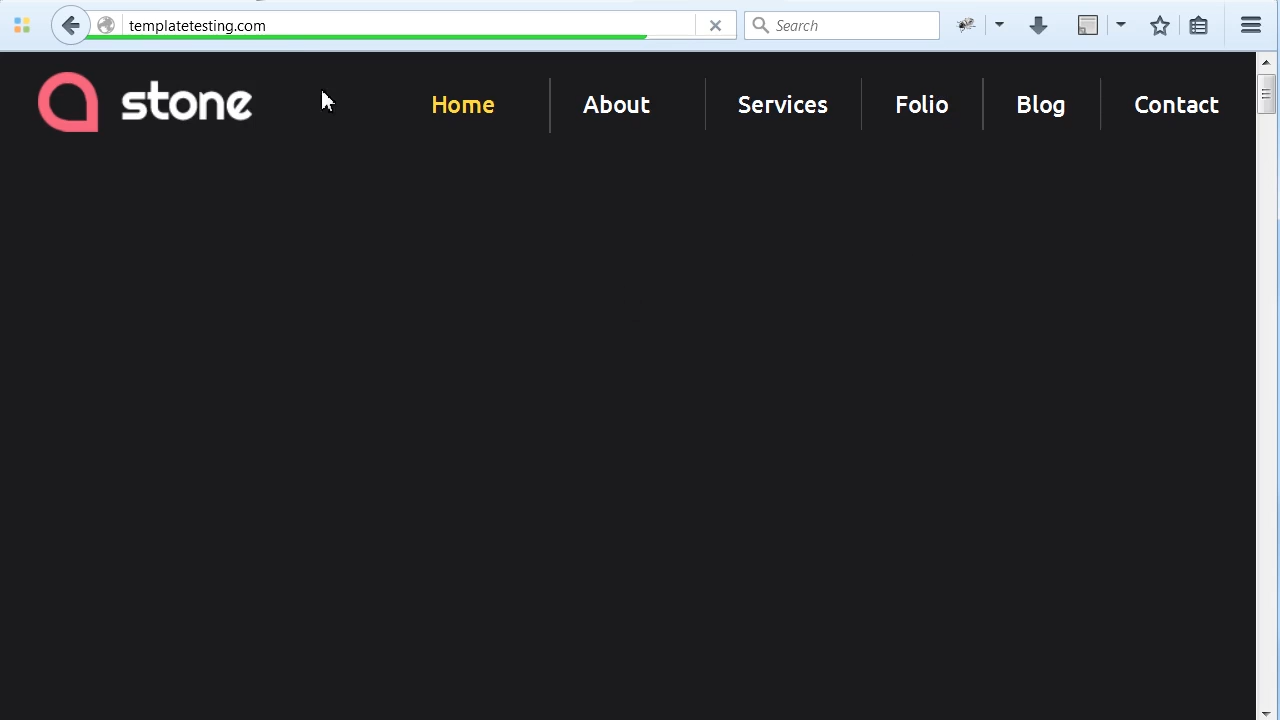 templatetesting.com
Search
stone
Home
About
Services
Folio
Blog
Contact